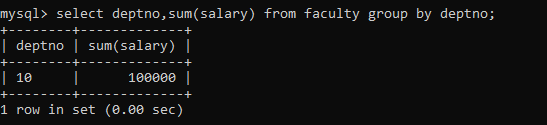 mysql> select deptno,sum(salary) from faculty group by deptno;
+--------+-------------+
| deptno | sum(salary) |
+--------+-------------+
| 10     |      100000 |
+--------+-------------+
1 row in set (0.00 sec)